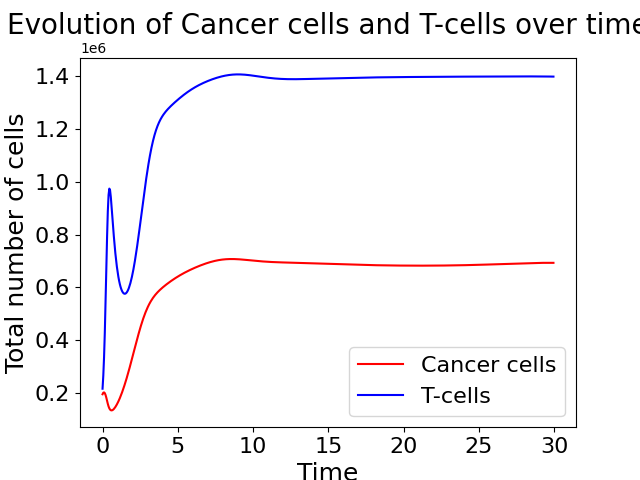 Evolution of Cancer cells and T-cells over time
1e6
Total number of cells
1.4
1.2
1.0
0.8
0.6
0.4
0.2
Cancer cells
T-cells
0 5 10 15 20 25 30
Time